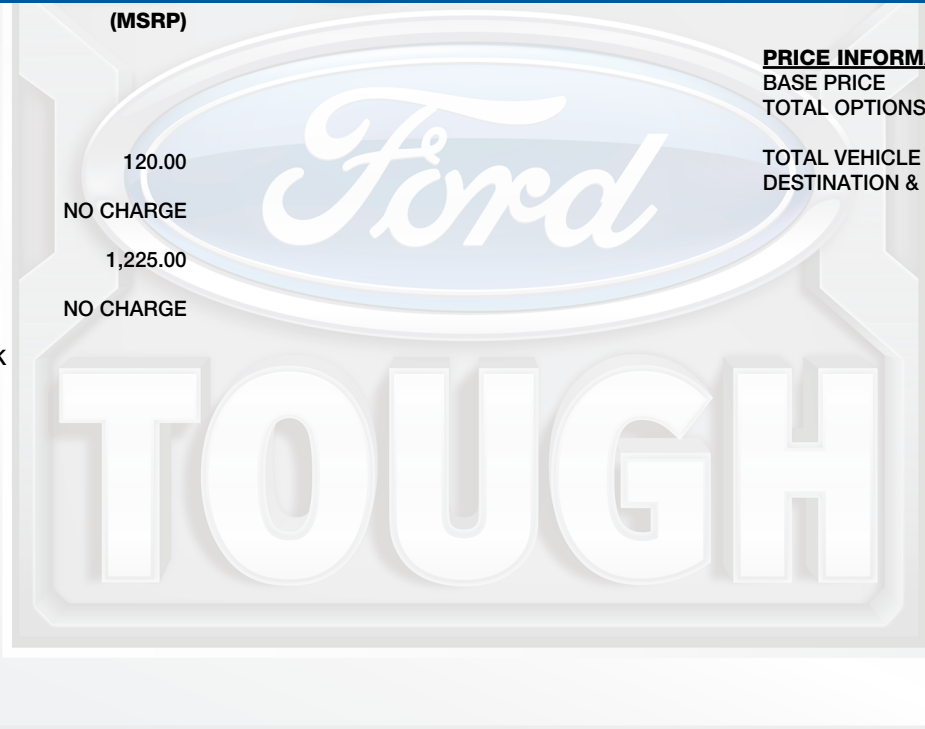 (MSRP)
120.00
NO CHARGE
1,225.00
NO CHARGE
K
PRICE INFORM
BASE PRICE
TOTAL OPTIONS
TOTAL VEHICLE
DESTINATION &
Ford
TOUGH